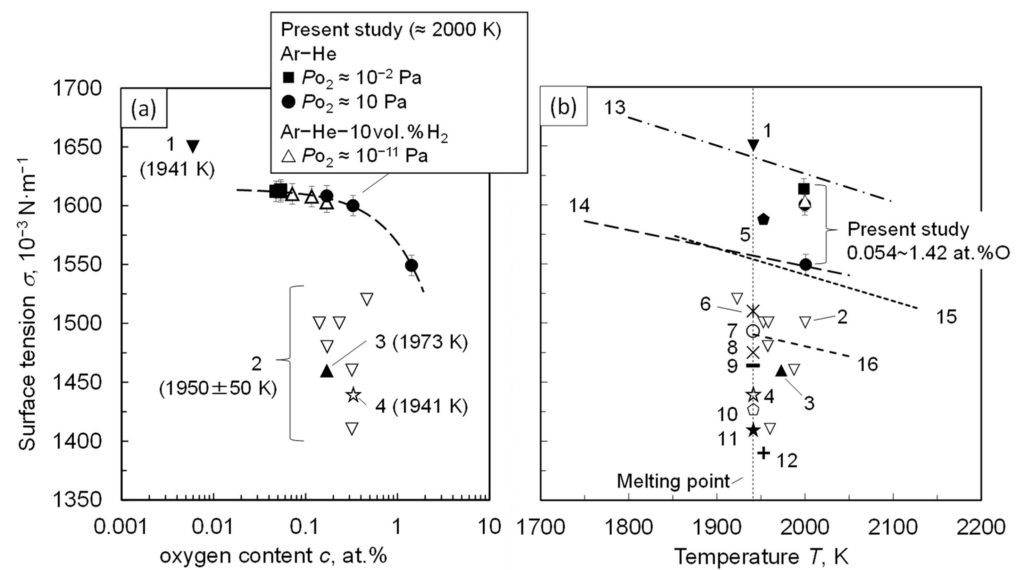 Present study (≈ 2000 K)
Ar−He
Po₂ ≈ 10⁻² Pa
Po₂ ≈ 10 Pa
Ar−He−10vol.%H₂
Po₂ ≈ 10⁻¹¹ Pa
Surface tension σ, 10⁻³ N·m⁻¹
1700
1650
1600
1550
1500
1450
1400
1350
(a)
1
(1941 K)
2
(1950±50 K)
3 (1973 K)
4 (1941 K)
0.001
0.1
1
10
oxygen content c, at.%
(b)
13
1
14
5
Present study
0.054~1.42 at.%O
15
6
2
7
8
16
9
3
4
10
11
12
Melting point
1700
1800
1900
2000
2100
2200
Temperature T, K